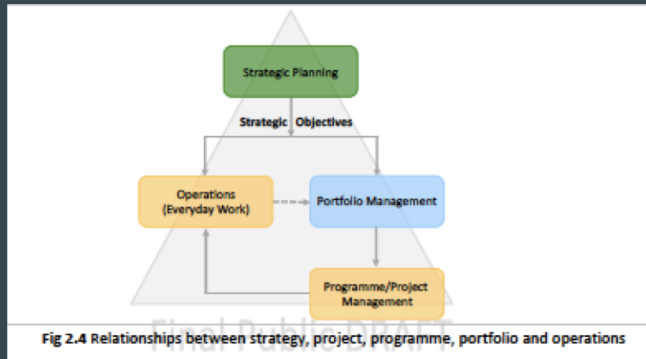 Strategic Planning
Strategic Objectives
Operations
(Everyday Work)
Portfolio Management
Programme/Project
Management
Final Public DRAFT
Fig 2.4 Relationships between strategy, project, programme, portfolio and operations